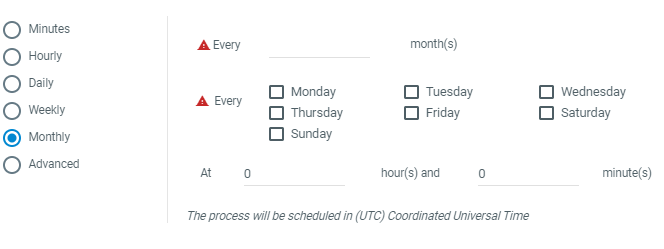 Minutes
Hourly
Daily
Weekly
Monthly
Advanced
Every month(s)
Every Monday Tuesday Wednesday
Thursday Friday Saturday
Sunday
At 0 hour(s) and 0 minute(s)
The process will be scheduled in (UTC) Coordinated Universal Time